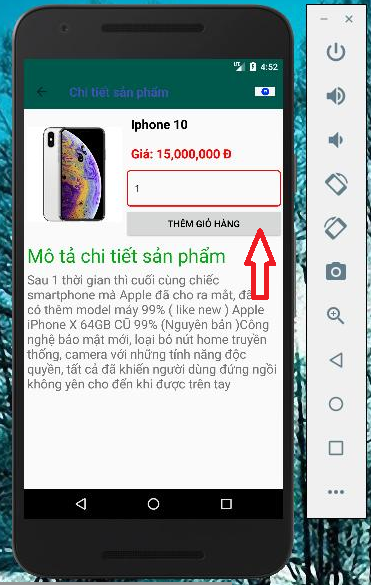 4:52
Chi tiết sản phẩm
Iphone 10
Giá: 15,000,000 Đ
1
THÊM GIỎ HÀNG
Mô tả chi tiết sản phẩm
Sau 1 thời gian thì cuối cùng chiếc
smartphone mà Apple đã cho ra mắt, đã
có thêm model máy 99% ( like new ) Apple
iPhone X 64GB CŨ 99% (Nguyên bản )Công
nghệ bảo mật mới, loại bỏ nút home truyền
thống, camera với những tính năng độc
quyền, tất cả đã khiến người dùng đứng ngồi
không yên cho đến khi được trên tay